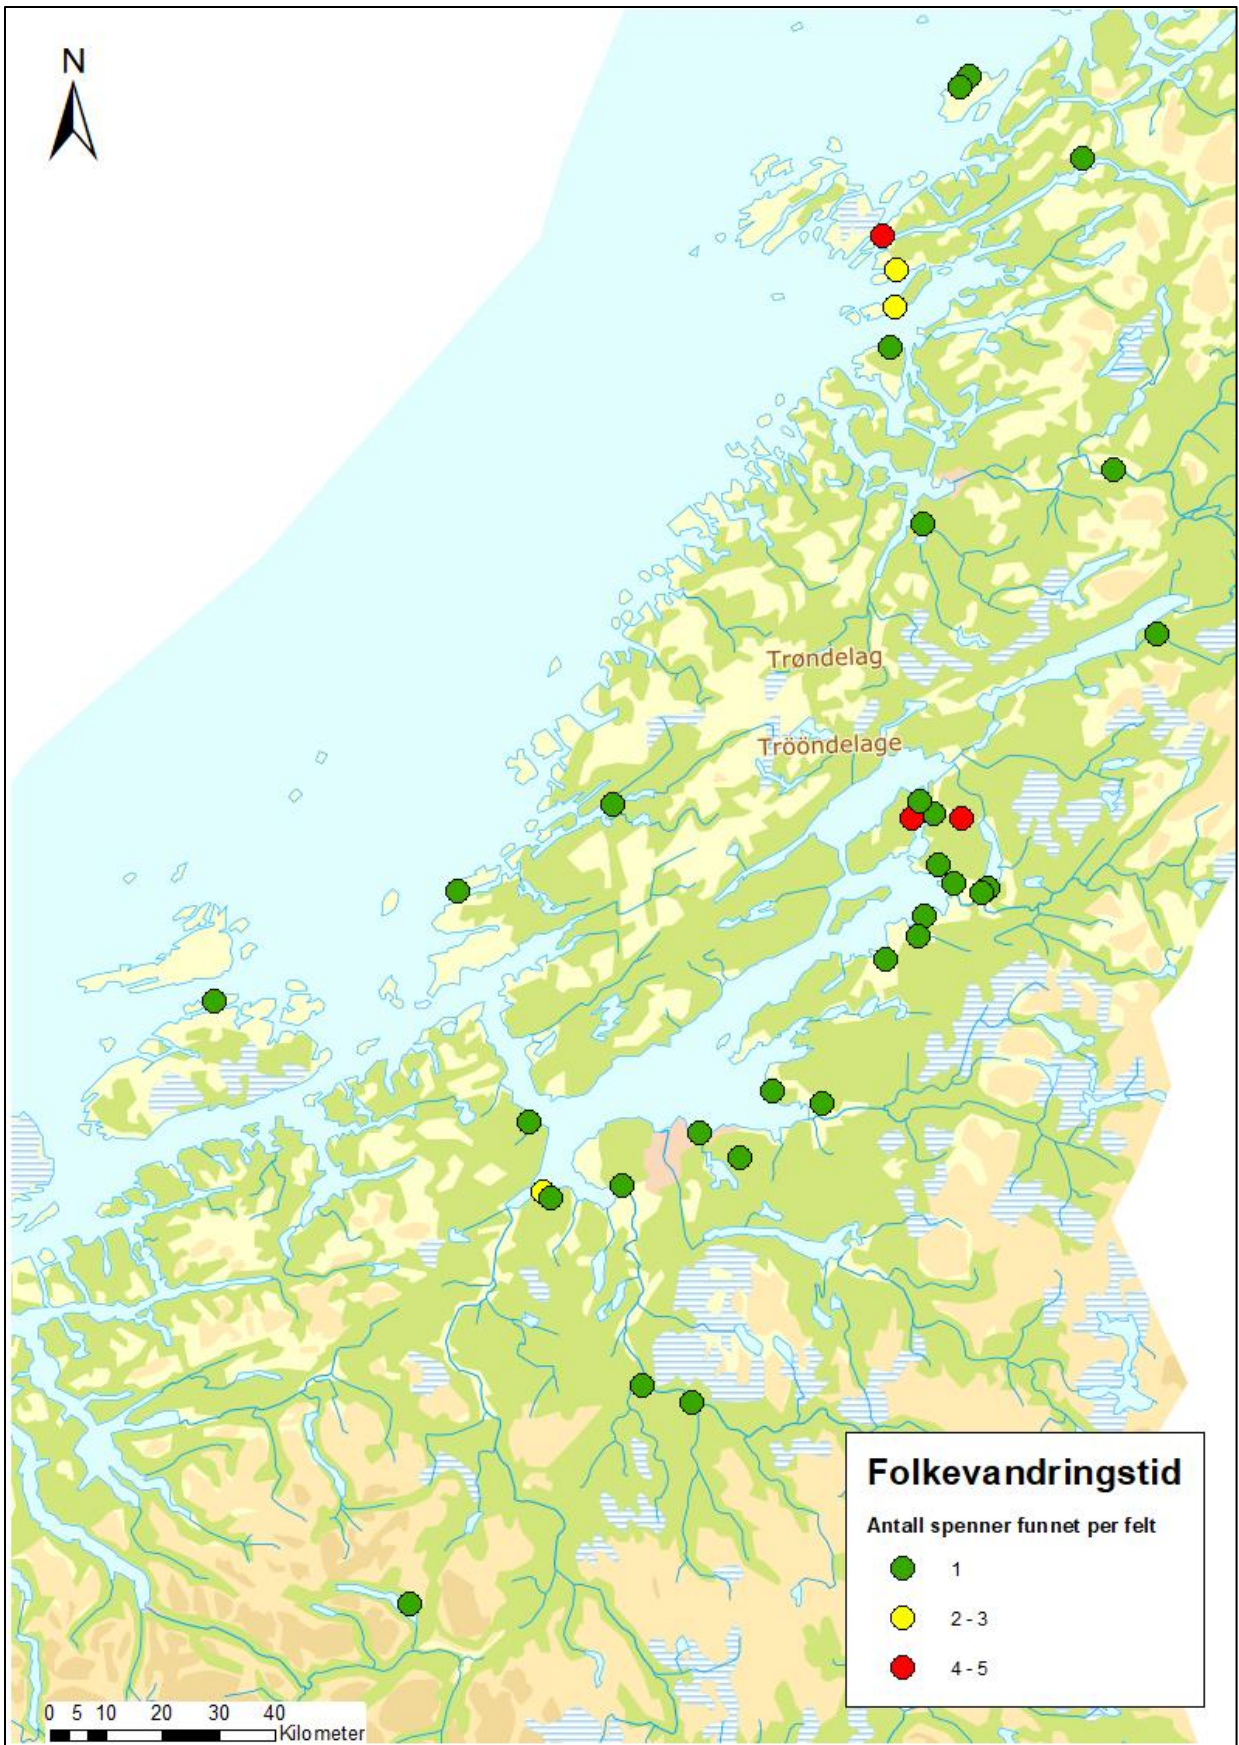 N
Trøndelag
Trööndelage
Folkevandringstid
Antall spenner funnet per felt
1
2 - 3
4 - 5
0 5 10 20 30 40
Kilometer